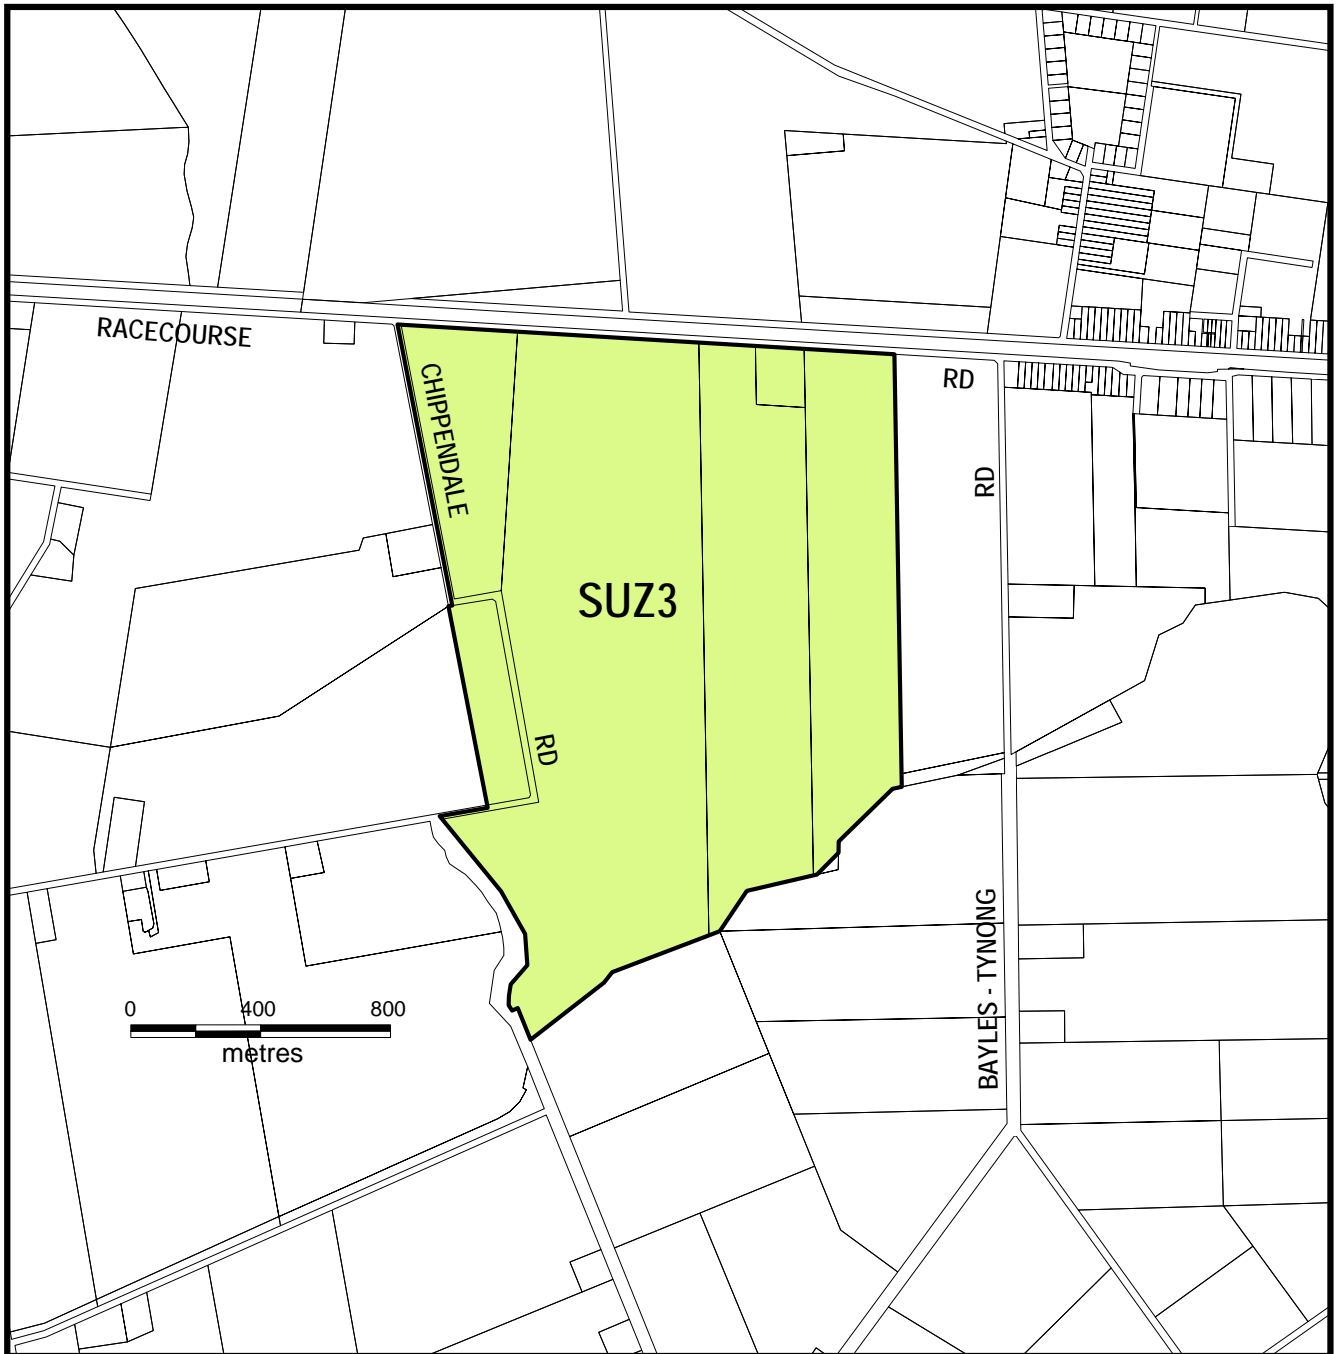 RACECOURSE
RD
CHIPPENDALE
RD
RD
SUZ3
BAYLES - TYNONG
0 400 800
metres